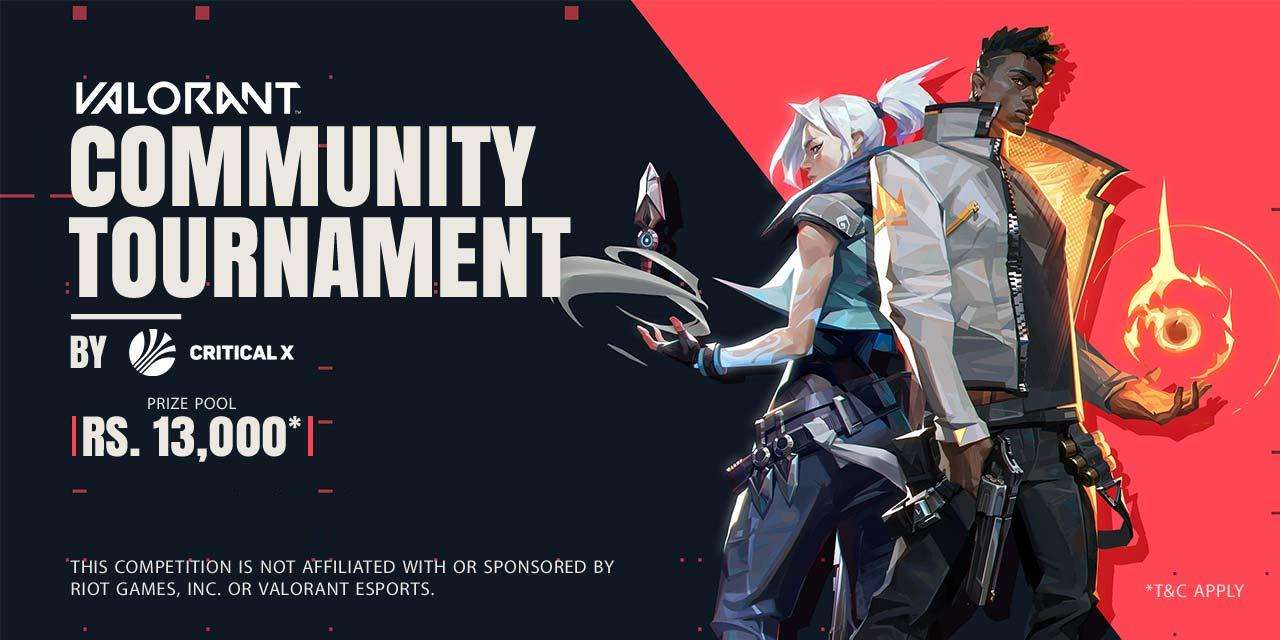 VALORANT™
COMMUNITY
TOURNAMENT
BY CRITICAL X
PRIZE POOL
RS. 13,000*
THIS COMPETITION IS NOT AFFILIATED WITH OR SPONSORED BY
RIOT GAMES, INC. OR VALORANT ESPORTS.
*T&C APPLY